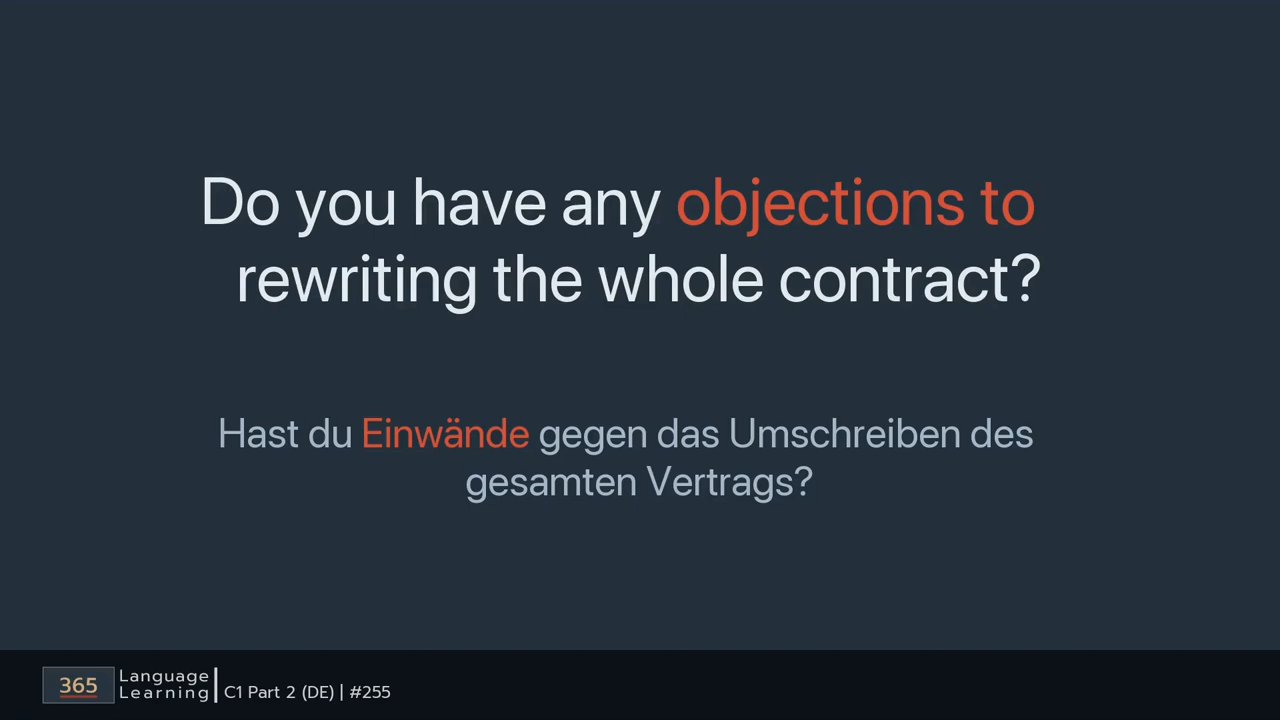 Do you have any objections to
rewriting the whole contract?
Hast du Einwände gegen das Umschreiben des
gesamten Vertrags?
365
Language
Learning
C1 Part 2 (DE) | #255